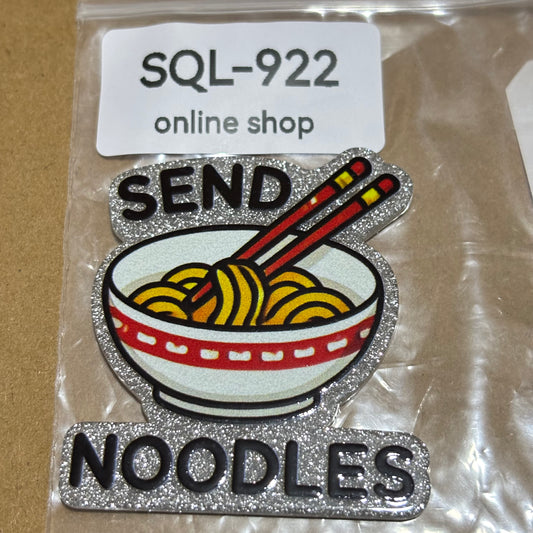 SQL-922
online shop
SEND
NOODLES